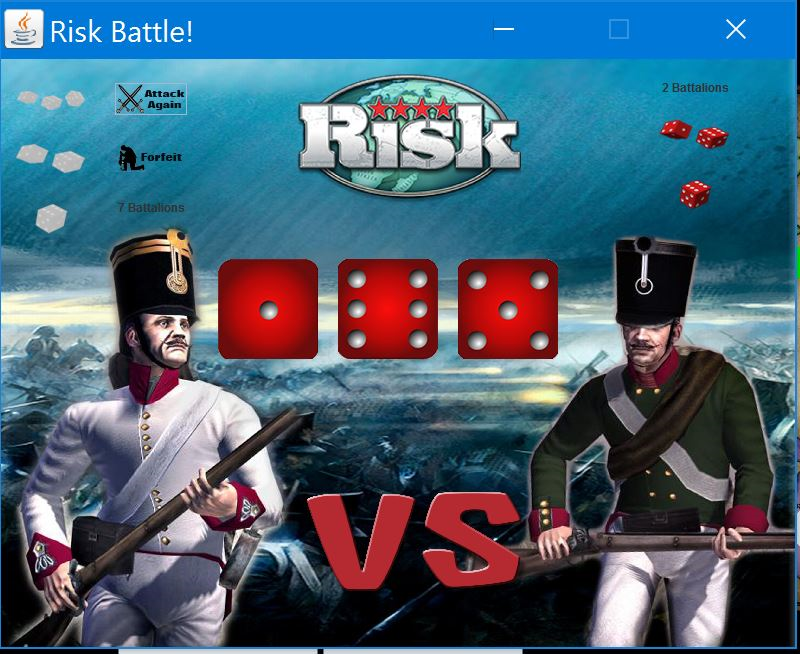 Risk Battle!
Attack
Again
Forfeit
7 Battalions
Risk
2 Battalions
VS